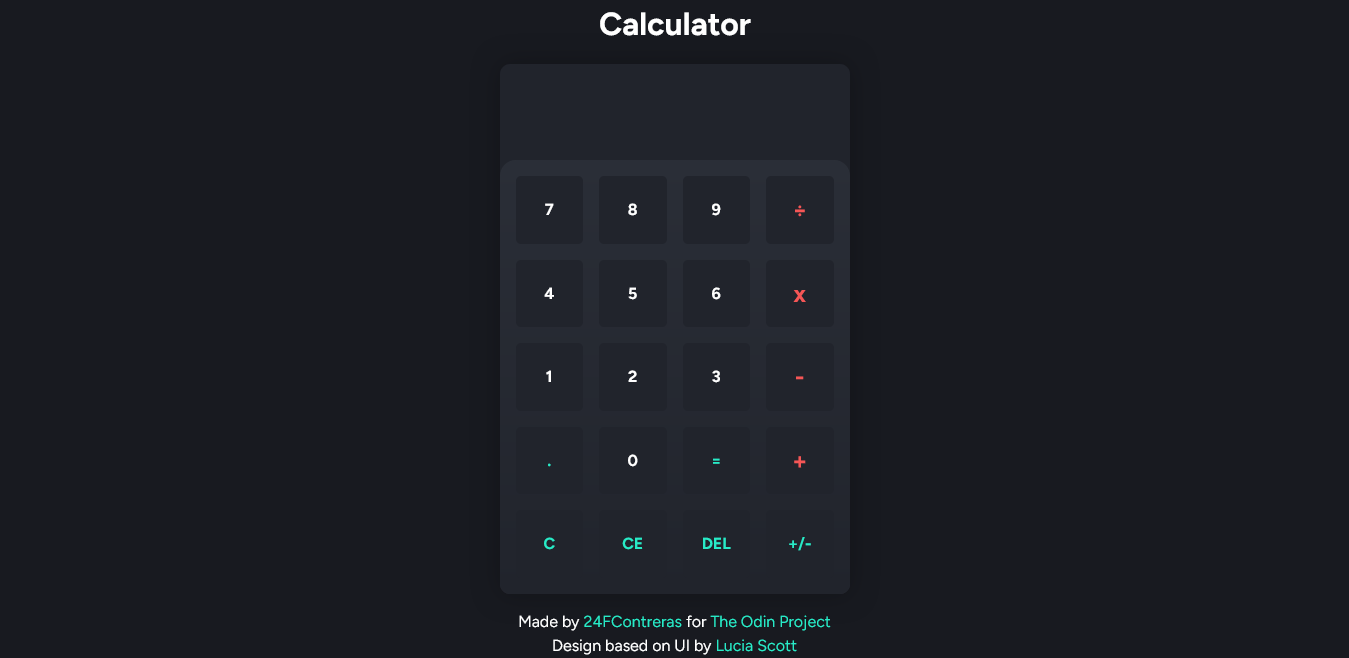 Calculator
7 8 9 ÷
4 5 6 x
1 2 3 -
. 0 = +
C CE DEL +/-
Made by 24FContreras for The Odin Project
Design based on UI by Lucia Scott